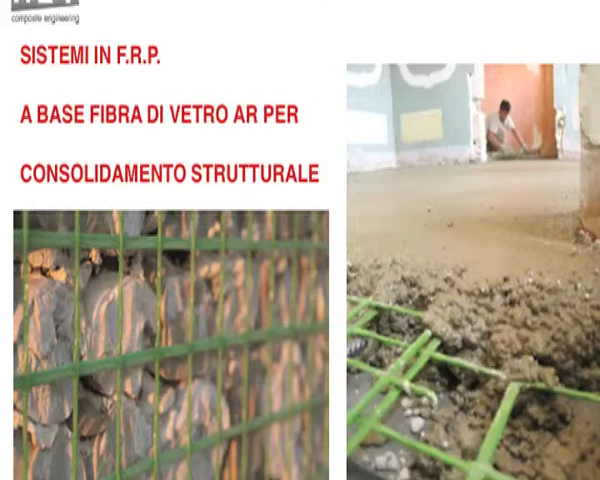 composite engineering
SISTEMI IN F.R.P.
A BASE FIBRA DI VETRO AR PER
CONSOLIDAMENTO STRUTTURALE